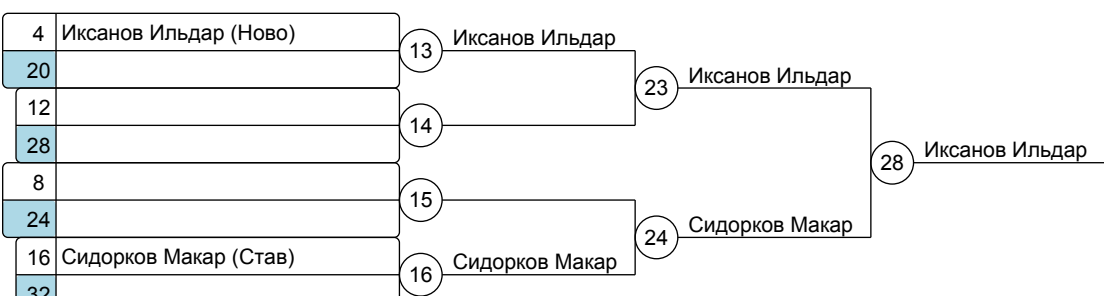 4 Иксанов Ильдар (Ново)
13 Иксанов Ильдар
20
23 Иксанов Ильдар
12
14
28
28 Иксанов Ильдар
8
15
24
24 Сидорков Макар
16 Сидорков Макар (Став)
16 Сидорков Макар
32